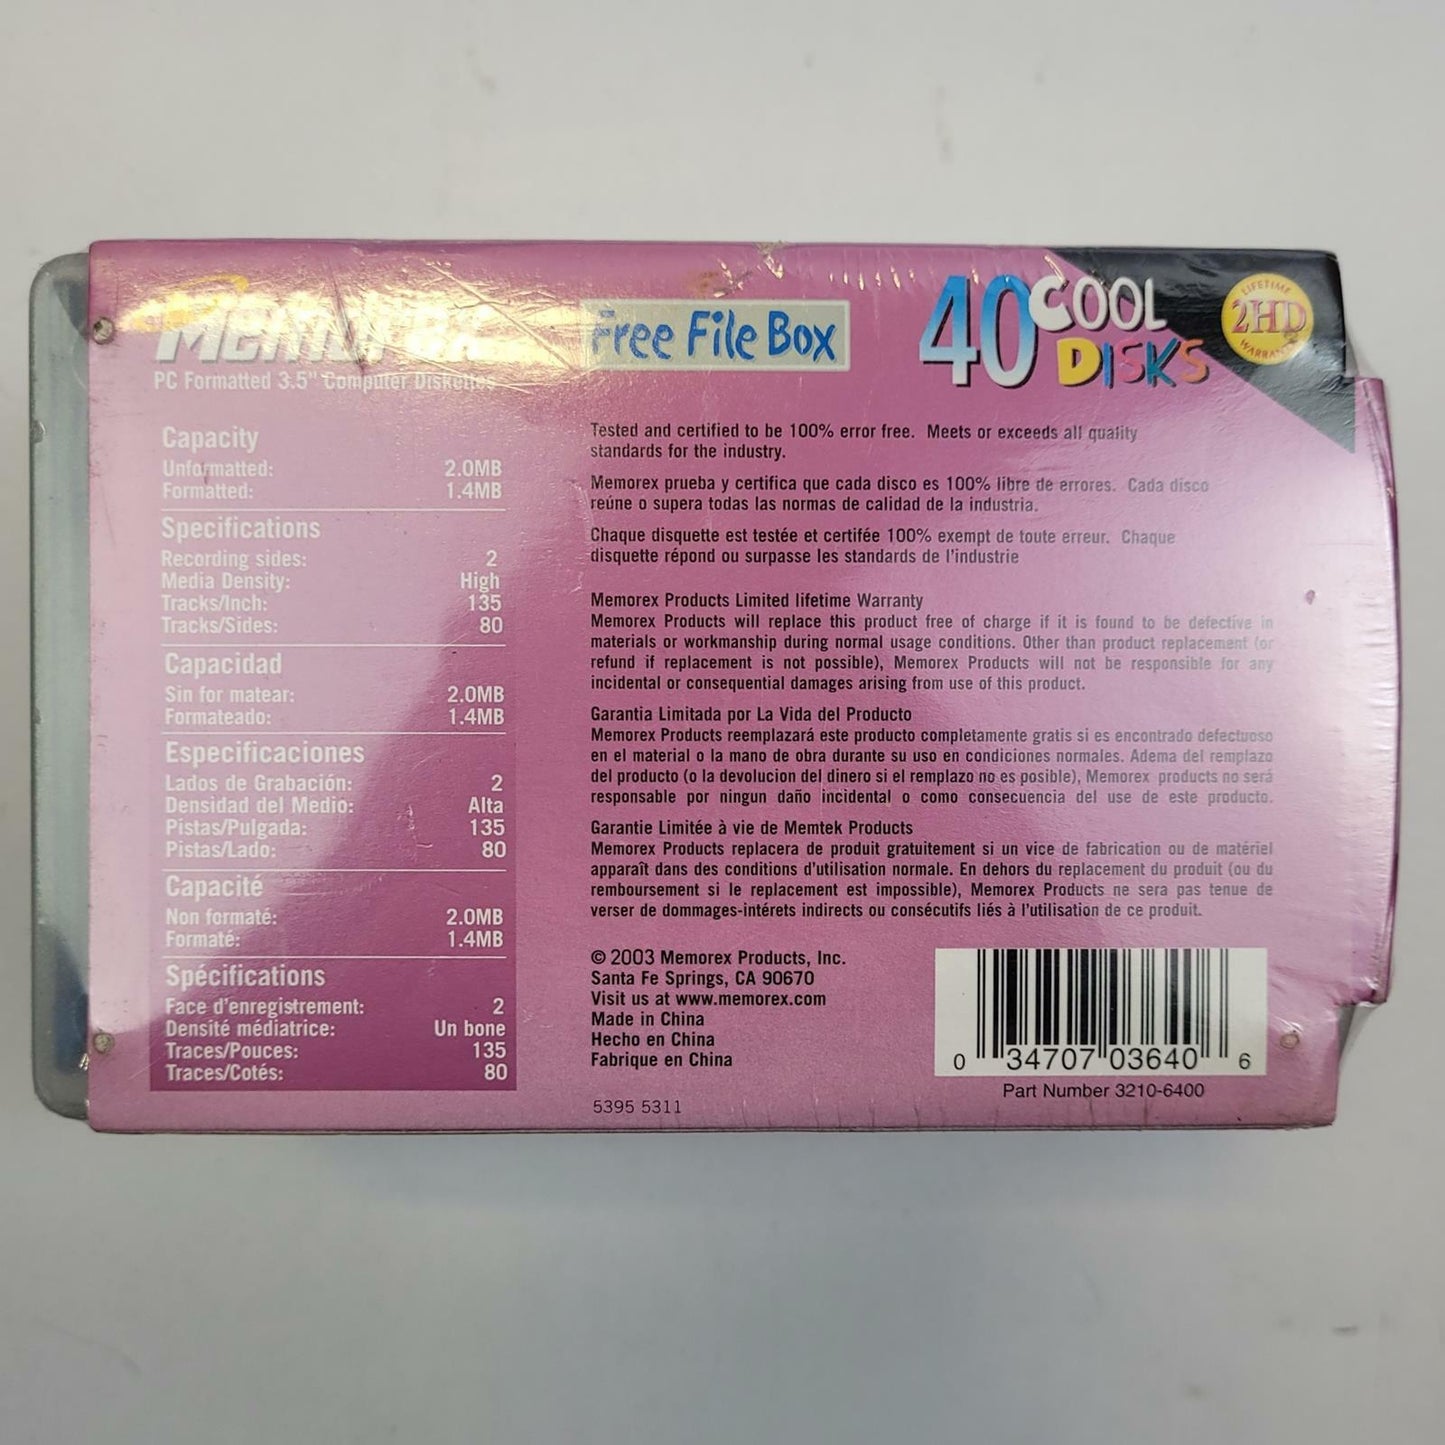 Memorex
PC Formatted 3.5" Computer Diskettes
Free File Box
40 COOL
DISKS
LIFETIME
2HD
WARRANTY
Capacity
Unformatted: 2.0MB
Formatted: 1.4MB
Specifications
Recording sides: 2
Media Density: High
Tracks/Inch: 135
Tracks/Sides: 80
Capacidad
Sin for matear: 2.0MB
Formateado: 1.4MB
Especificaciones
Lados de Grabación: 2
Densidad del Medio: Alta
Pistas/Pulgada: 135
Pistas/Lado: 80
Capacité
Non formaté: 2.0MB
Formaté: 1.4MB
Spécifications
Face d'enregistrement: 2
Densité médiatrice: Un bone
Traces/Pouces: 135
Traces/Cotés: 80
Tested and certified to be 100% error free. Meets or exceeds all quality
standards for the industry.
Memorex prueba y certifica que cada disco es 100% libre de errores. Cada disco
reúne o supera todas las normas de calidad de la industria.
Chaque disquette est testée et certifée 100% exempt de toute erreur. Chaque
disquette répond ou surpasse les standards de l'industrie
Memorex Products Limited lifetime Warranty
Memorex Products will replace this product free of charge if it is found to be defective in
materials or workmanship during normal usage conditions. Other than product replacement (or
refund if replacement is not possible), Memorex Products will not be responsible for any
incidental or consequential damages arising from use of this product.
Garantia Limitada por La Vida del Producto
Memorex Products reemplazará este producto completamente gratis si es encontrado defectuoso
en el material o la mano de obra durante su uso en condiciones normales. Adema del remplazo
del producto (o la devolucion del dinero si el remplazo no es posible), Memorex products no será
responsable por ningun daño incidental o como consecuencia del use de este producto.
Garantie Limitée à vie de Memtek Products
Memorex Products replacera de produit gratuitement si un vice de fabrication ou de matériel
apparaît dans des conditions d'utilisation normale. En dehors du replacement du produit (ou du
remboursement si le replacement est impossible), Memorex Products ne sera pas tenue de
verser de dommages-intérets indirects ou consécutifs liés à l'utilisation de ce produit.
© 2003 Memorex Products, Inc.
Santa Fe Springs, CA 90670
Visit us at www.memorex.com
Made in China
Hecho en China
Fabrique en China
5395 5311
0 34707 03640 6
Part Number 3210-6400